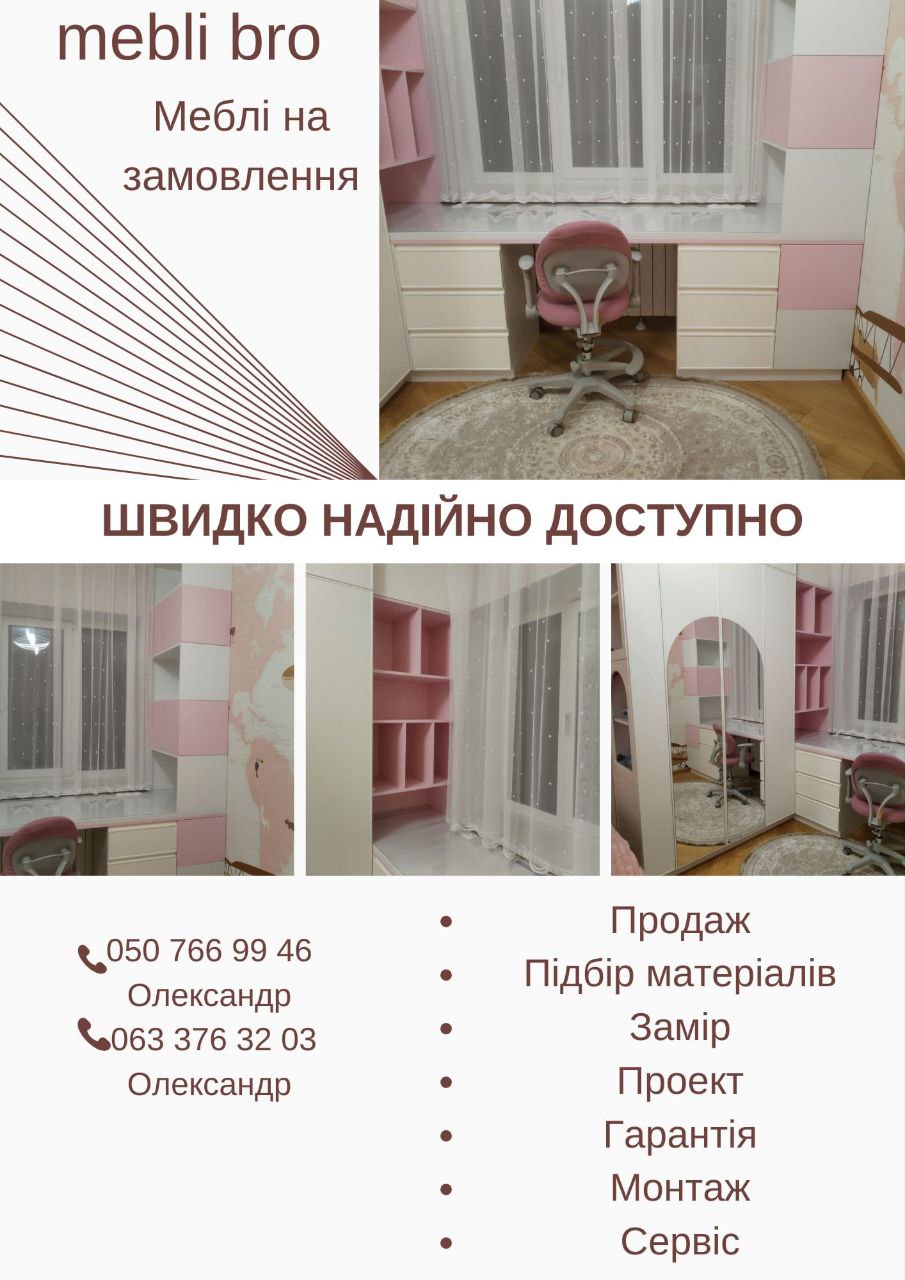 mebli bro
Меблі на
замовлення
ШВИДКО НАДІЙНО ДОСТУПНО
050 766 99 46
Олександр
063 376 32 03
Олександр
• Продаж
• Підбір матеріалів
• Замір
• Проект
• Гарантія
• Монтаж
• Сервіс